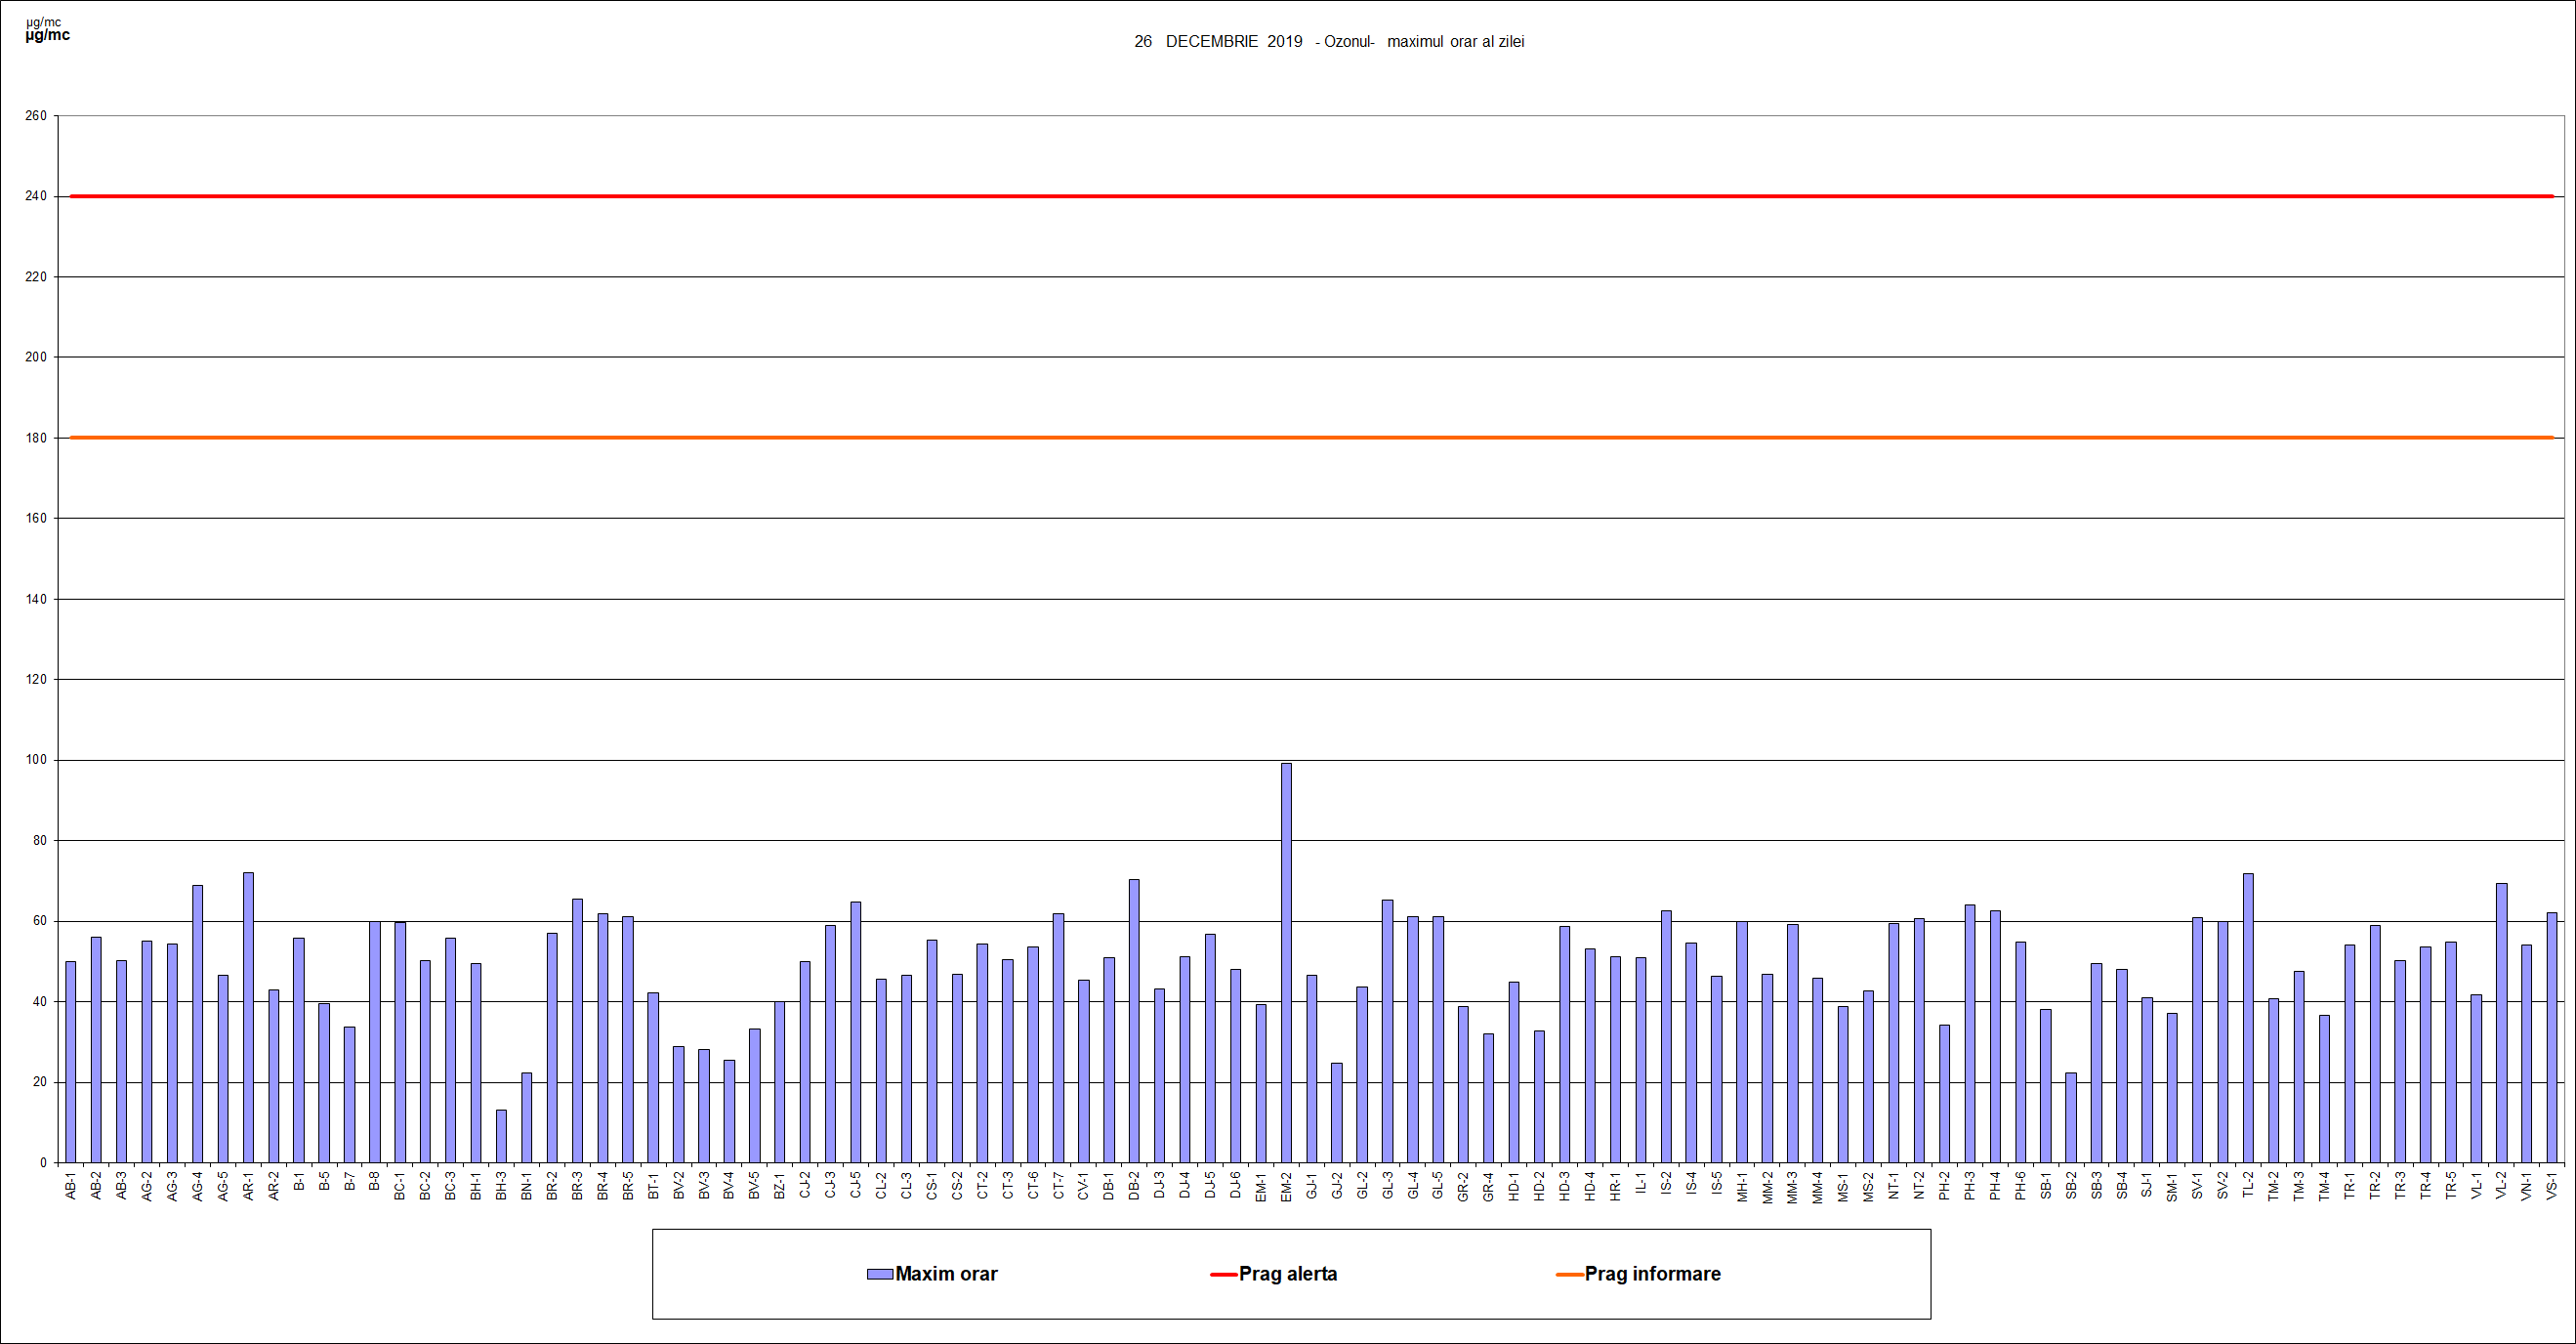 µg/mc
µg/mc
26 DECEMBRIE 2019 - Ozonul- maximul orar al zilei
260
240
220
200
180
160
140
120
100
80
60
40
20
0
AB-1 AB-2 AB-3 AG-2 AG-3 AG-4 AG-5 AR-1 AR-2 B-1 B-5 B-7 B-8 BC-1 BC-2 BC-3 BH-1 BH-3 BN-1 BR-2 BR-3 BR-4 BR-5 BT-1 BV-2 BV-3 BV-4 BV-5 BZ-1 CJ-2 CJ-3 CJ-5 CL-2 CL-3 CS-1 CS-2 CT-2 CT-3 CT-6 CT-7 CV-1 DB-1 DB-2 DJ-3 DJ-4 DJ-5 DJ-6 EM-1 EM-2 GJ-1 GJ-2 GL-2 GL-3 GL-4 GL-5 GR-2 GR-4 HD-1 HD-2 HD-3 HD-4 HR-1 IL-1 IS-2 IS-4 IS-5 MH-1 MM-2 MM-3 MM-4 MS-1 MS-2 NT-1 NT-2 PH-2 PH-3 PH-4 PH-6 SB-1 SB-2 SB-3 SB-4 SJ-1 SM-1 SV-1 SV-2 TL-2 TM-2 TM-3 TM-4 TR-1 TR-2 TR-3 TR-4 TR-5 VL-1 VL-2 VN-1 VS-1
Maxim orar Prag alerta Prag informare